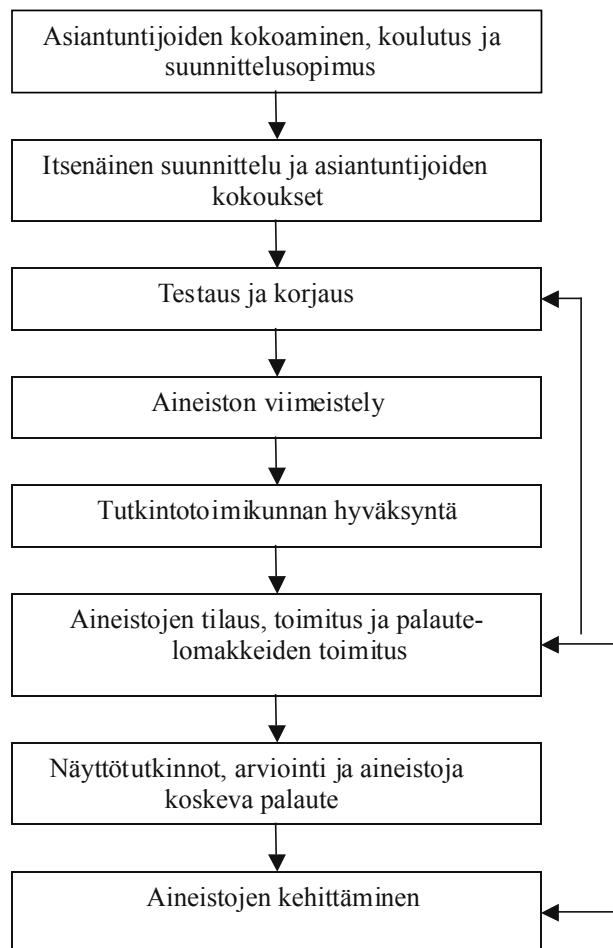 Asiantuntijoiden kokoaminen, koulutus ja
suunnittelusopimus
Itsenäinen suunnittelu ja asiantuntijoiden
kokoukset
Testaus ja korjaus
Aineiston viimeistely
Tutkintotoimikunnan hyväksyntä
Aineistojen tilaus, toimitus ja palaute-
lomakkeiden toimitus
Näyttötutkinnot, arviointi ja aineistoja
koskeva palaute
Aineistojen kehittäminen